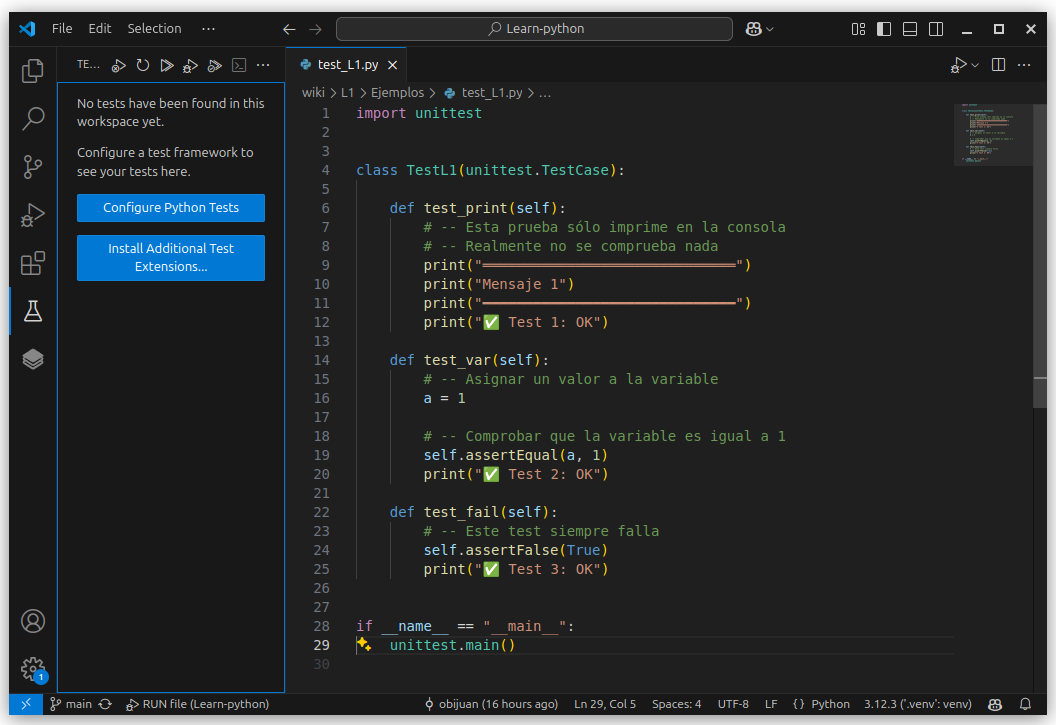 File Edit Selection ··· Learn-python
TE... ···
No tests have been found in this
workspace yet.
Configure a test framework to
see your tests here.
Configure Python Tests
Install Additional Test
Extensions...
test_L1.py
wiki > L1 > Ejemplos > test_L1.py > ...
1 import unittest
2
3
4 class TestL1(unittest.TestCase):
5
6 def test_print(self):
7 # -- Esta prueba sólo imprime en la consola
8 # -- Realmente no se comprueba nada
9 print("══════════════════════════════")
10 print("Mensaje 1")
11 print("━━━━━━━━━━━━━━━━━━━━━━━━━━━━━━")
12 print("✅ Test 1: OK")
13
14 def test_var(self):
15 # -- Asignar un valor a la variable
16 a = 1
17
18 # -- Comprobar que la variable es igual a 1
19 self.assertEqual(a, 1)
20 print("✅ Test 2: OK")
21
22 def test_fail(self):
23 # -- Este test siempre falla
24 self.assertFalse(True)
25 print("✅ Test 3: OK")
26
27
28 if __name__ == "__main__":
29 unittest.main()
30
1
main RUN file (Learn-python) obijuan (16 hours ago) Ln 29, Col 5 Spaces: 4 UTF-8 LF {} Python 3.12.3 ('.venv': venv)